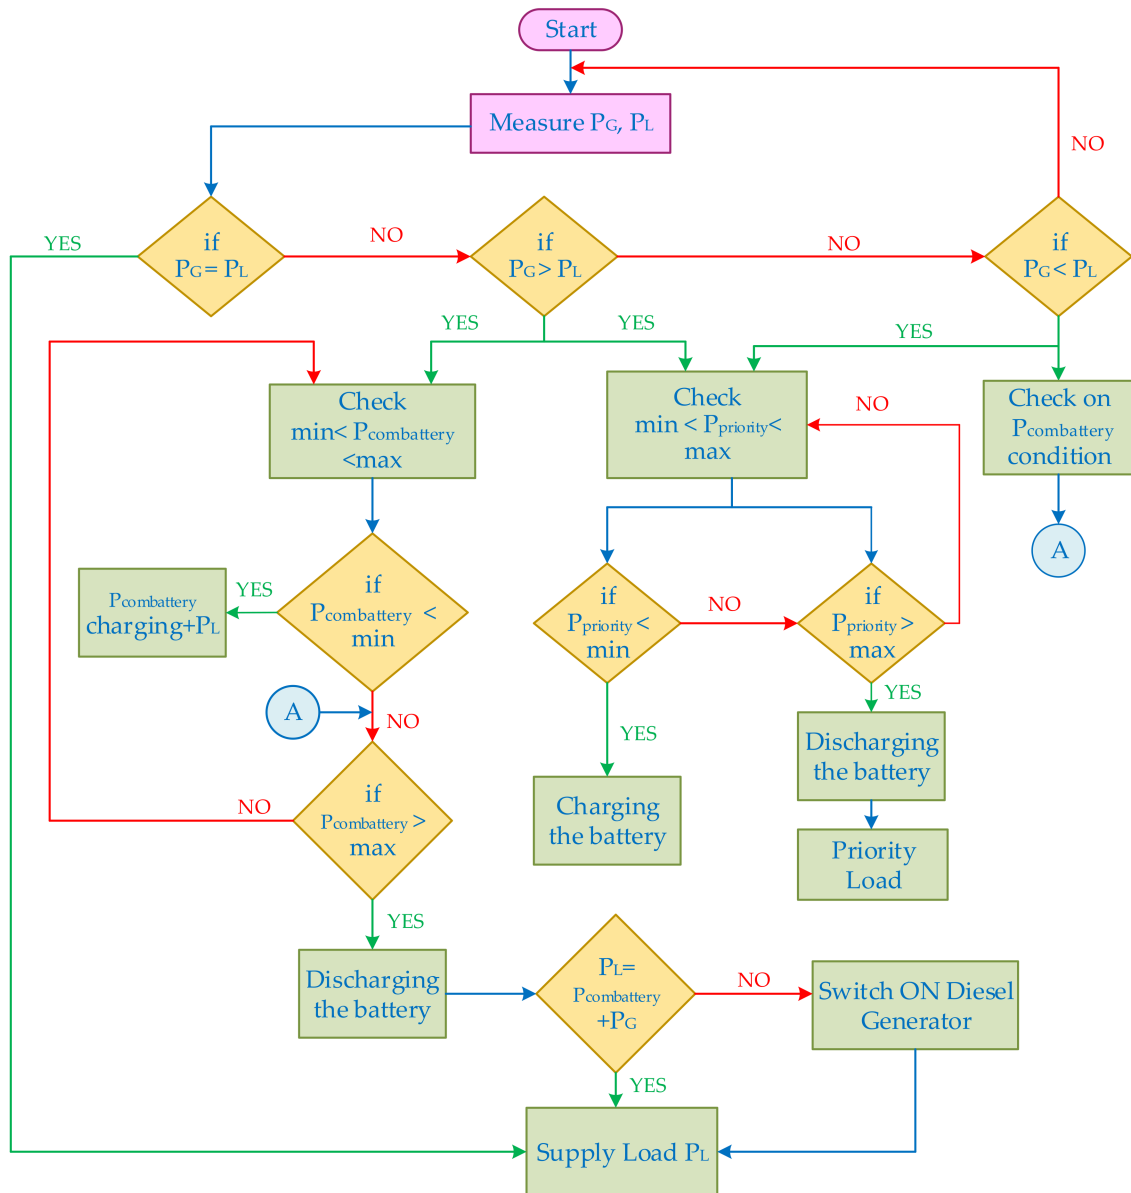 Start
Measure PG, PL
NO
YES
if
PG= PL
NO
if
PG> PL
NO
if
PG< PL
YES
YES
YES
Check
min< Pcombattery
<max
Check
min < Ppriority<
max
NO
Check on
Pcombattery
condition
A
Pcombattery
charging+PL
YES
if
Pcombattery <
min
if
Ppriority<
min
NO
if
Ppriority>
max
A
NO
YES
YES
Discharging
the battery
NO
if
Pcombattery>
max
Charging
the battery
Priority
Load
YES
Discharging
the battery
PL=
Pcombattery
+PG
NO
Switch ON Diesel
Generator
YES
Supply Load PL